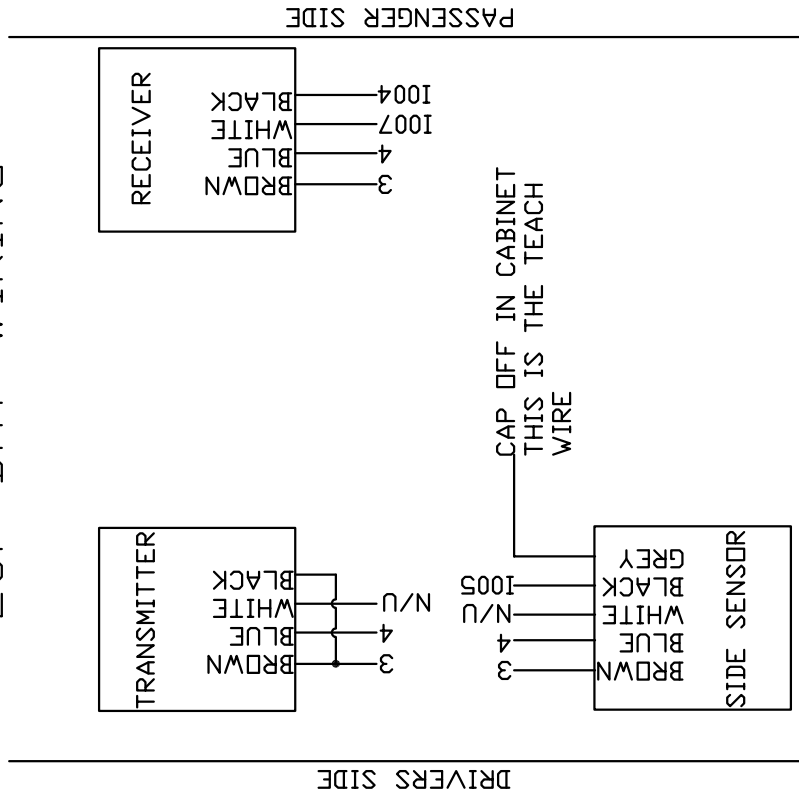 PASSENGER SIDE
RECEIVER
BLACK 1004
WHITE 1007
BLUE 4
BROWN 3
CAP OFF IN CABINET
THIS IS THE TEACH
WIRE
TRANSMITTER
BLACK
WHITE N/U
BLUE 4
BROWN 3
SIDE SENSOR
GREY
BLACK 1005
WHITE N/U
BLUE 4
BROWN 3
DRIVERS SIDE